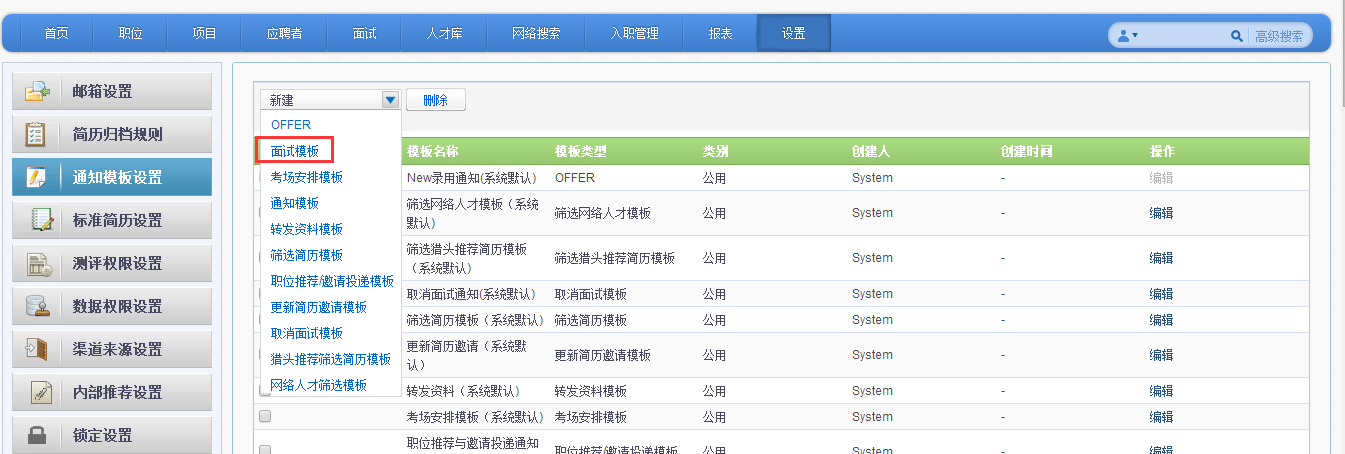 首页 职位 项目 应聘者 面试 人才库 网络搜索 入职管理 报表 设置 高级搜索
邮箱设置
简历归档规则
通知模板设置
标准简历设置
测评权限设置
数据权限设置
渠道来源设置
内部推荐设置
锁定设置
新建 删除
OFFER
面试模板
考场安排模板
通知模板
转发资料模板
筛选简历模板
职位推荐/邀请投递模板
更新简历邀请模板
取消面试模板
猎头推荐筛选简历模板
网络人才筛选模板
模板名称 模板类型 类别 创建人 创建时间 操作
New录用通知(系统默认) OFFER 公用 System - 编辑
筛选网络人才模板（系统
默认） 筛选网络人才模板 公用 System - 编辑
筛选猎头推荐简历模板
（系统默认） 筛选猎头推荐简历模板 公用 System - 编辑
取消面试通知(系统默认) 取消面试模板 公用 System - 编辑
筛选简历模板（系统默认） 筛选简历模板 公用 System - 编辑
更新简历邀请（系统默
认） 更新简历邀请模板 公用 System - 编辑
转发资料（系统默认） 转发资料模板 公用 System - 编辑
考场安排模板（系统默认） 考场安排模板 公用 System - 编辑
职位推荐与邀请投递通知
职位推荐/邀请投递模板 公用 System - 编辑